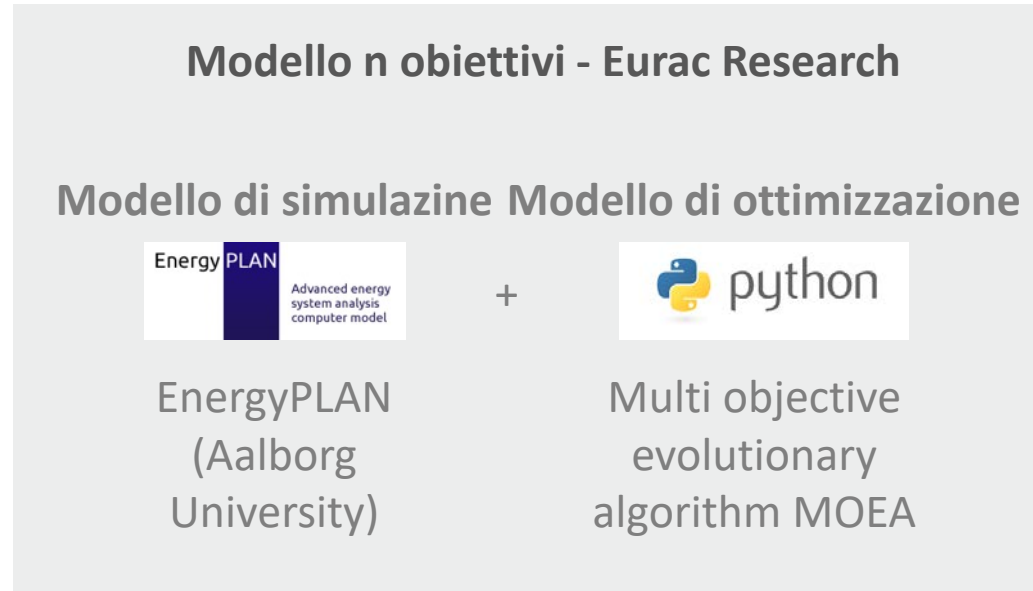 Modello n obiettivi - Eurac Research
Modello di simulazine Modello di ottimizzazione
Energy PLAN
Advanced energy
system analysis
computer model
+
python
EnergyPLAN
(Aalborg
University)
Multi objective
evolutionary
algorithm MOEA